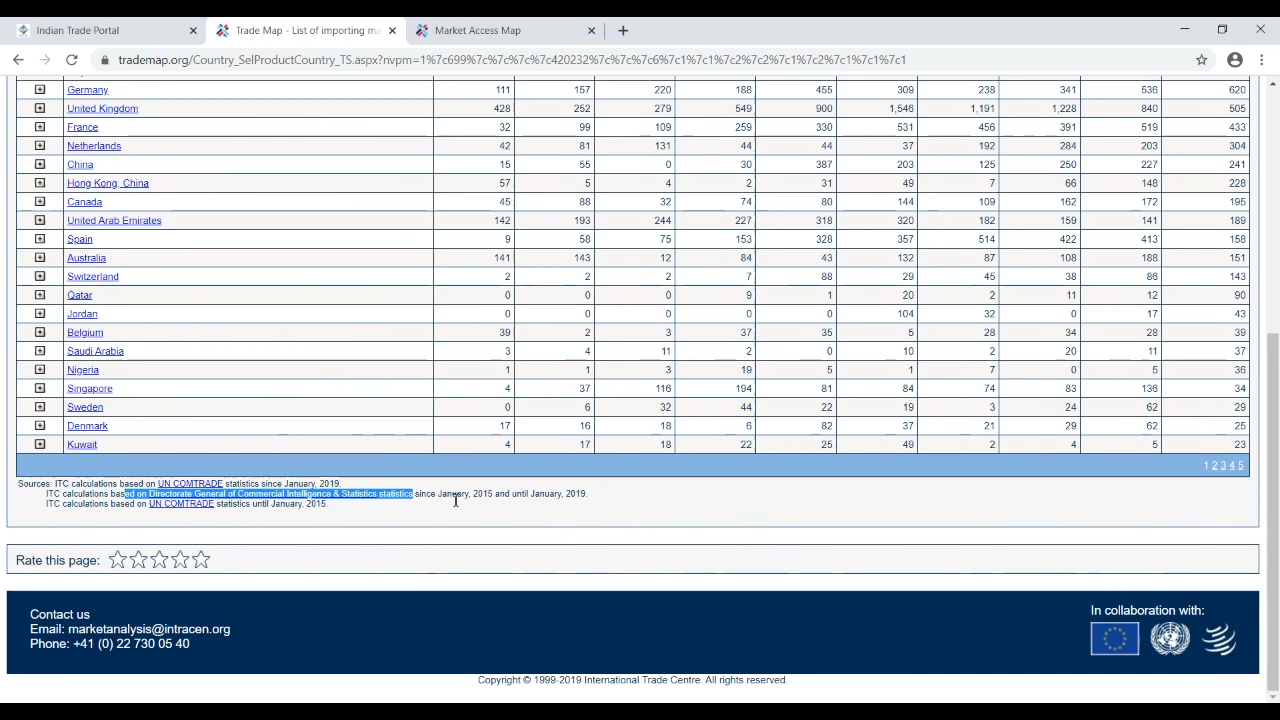 Indian Trade Portal
Trade Map - List of importing ma
Market Access Map
trademap.org/Country_SelProductCountry_TS.aspx?nvpm=1%7c699%7c%7c%7c%7c420232%7c%7c%7c6%7c1%7c1%7c2%7c2%7c1%7c2%7c1%7c1%7c1
Germany 111 157 220 188 455 309 238 341 536 620
United Kingdom 428 252 279 549 900 1,546 1,191 1,228 840 505
France 32 99 109 259 330 531 456 391 519 433
Netherlands 42 81 131 44 44 37 192 284 203 304
China 15 55 0 30 387 203 125 250 227 241
Hong Kong, China 57 5 4 2 31 49 7 66 148 228
Canada 45 88 32 74 80 144 109 162 172 195
United Arab Emirates 142 193 244 227 318 320 182 159 141 189
Spain 9 58 75 153 328 357 514 422 413 158
Australia 141 143 12 84 43 132 87 108 188 151
Switzerland 2 2 2 7 88 29 45 38 86 143
Qatar 0 0 0 9 1 20 2 11 12 90
Jordan 0 0 0 0 0 104 32 0 17 43
Belgium 39 2 3 37 35 5 28 34 28 39
Saudi Arabia 3 4 11 2 0 10 2 20 11 37
Nigeria 1 1 3 19 5 1 7 0 5 36
Singapore 4 37 116 194 81 84 74 83 136 34
Sweden 0 6 32 44 22 19 3 24 62 29
Denmark 17 16 18 6 82 37 21 29 62 25
Kuwait 4 17 18 22 25 49 2 4 5 23
1 2 3 4 5
Sources: ITC calculations based on UN COMTRADE statistics since January, 2019.
ITC calculations based on Directorate General of Commercial Intelligence & Statistics statistics since January, 2015 and until January, 2019.
ITC calculations based on UN COMTRADE statistics until January, 2015.
Rate this page:
Contact us
Email: marketanalysis@intracen.org
Phone: +41 (0) 22 730 05 40
In collaboration with:
Copyright © 1999-2019 International Trade Centre. All rights reserved.